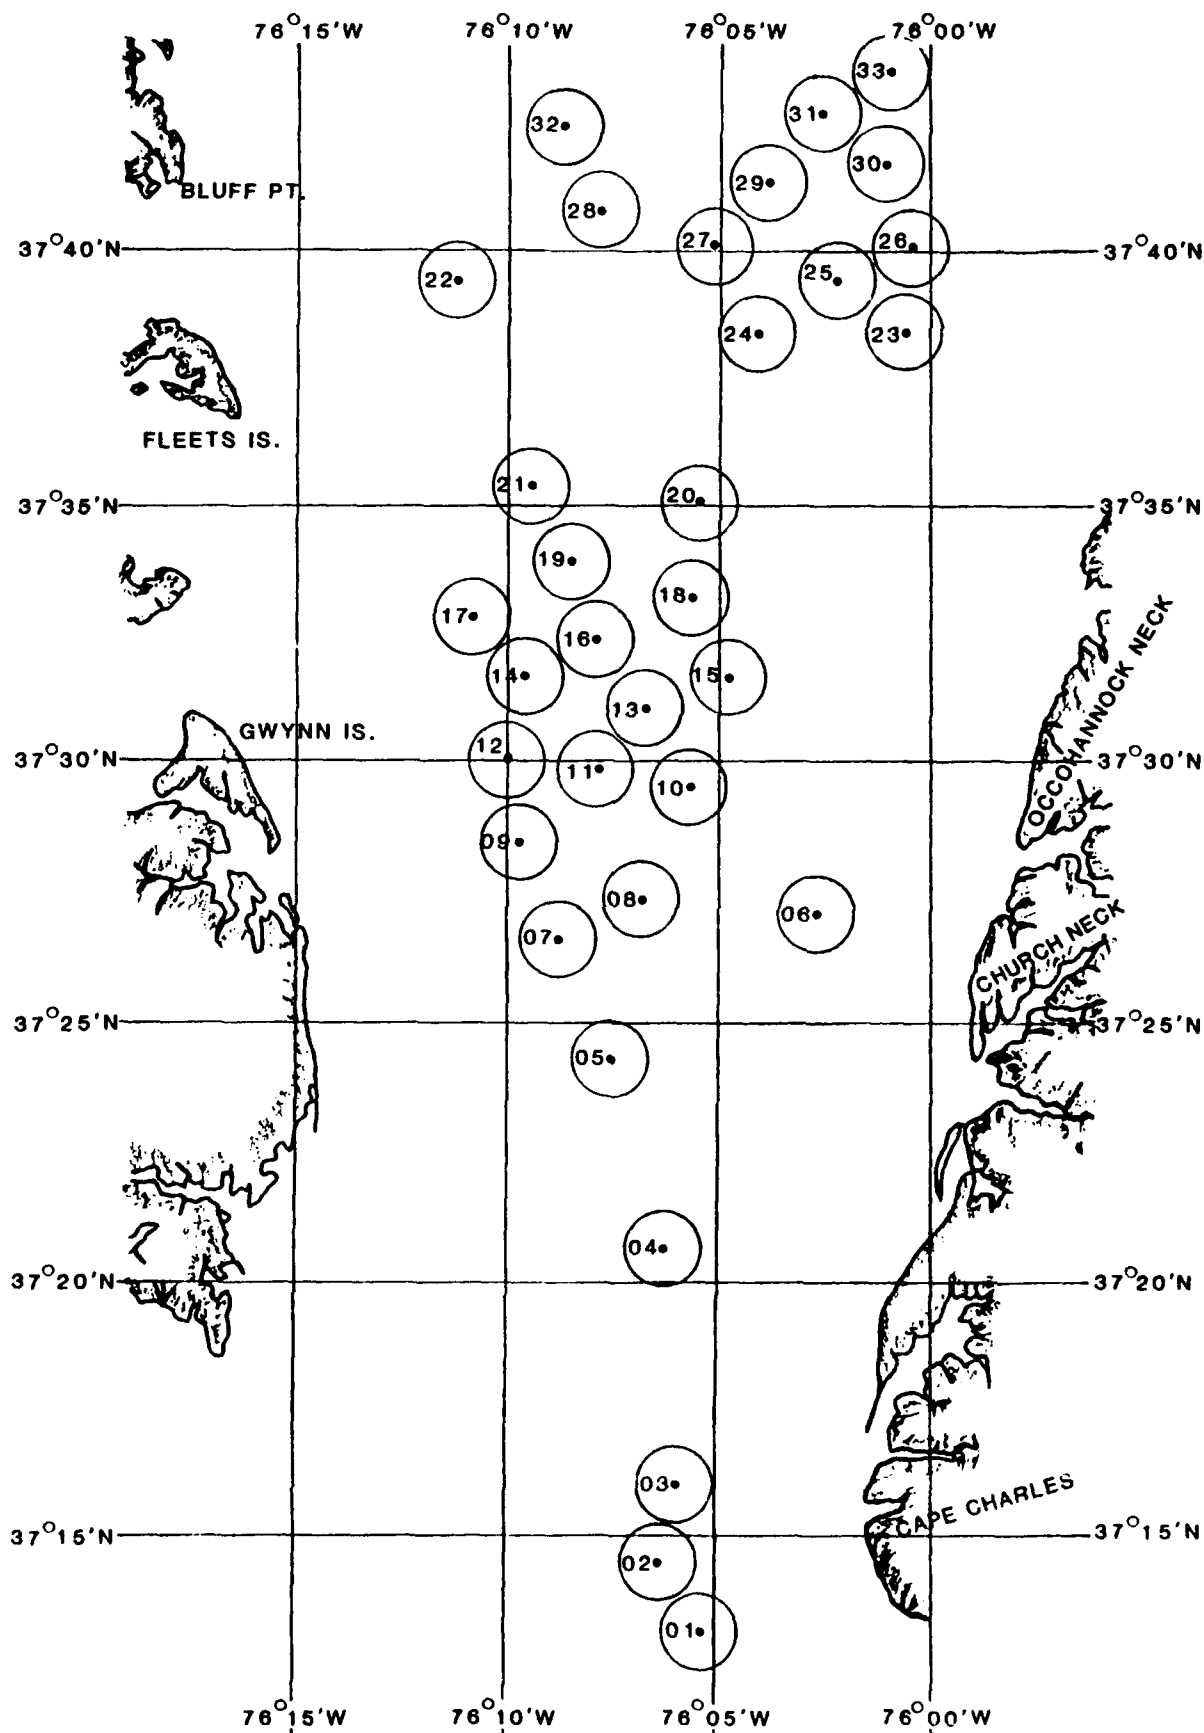 76°15'W 76°10'W 76°05'W 76°00'W
33
31
32
30
29
BLUFF PT.
28
27
26
37°40'N 37°40'N
25
22
24
23
FLEETS IS.
21
20
37°35'N 37°35'N
19
18
17
16
14
15
OCCOHANNOCK NECK
13
GWYNN IS.
12
37°30'N 37°30'N
11
10
09
08
06
07
CHURCH NECK
37°25'N 37°25'N
05
04
37°20'N 37°20'N
03
CAPE CHARLES
37°15'N 37°15'N
02
01
76°15'W 76°10'W 76°05'W 76°00'W